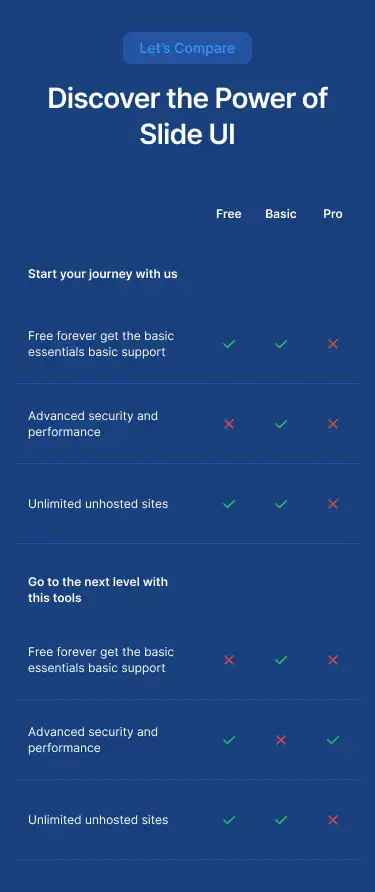 Let's Compare
Discover the Power of
Slide UI
Free Basic Pro
Start your journey with us
Free forever get the basic
essentials basic support
Advanced security and
performance
Unlimited unhosted sites
Go to the next level with
this tools
Free forever get the basic
essentials basic support
Advanced security and
performance
Unlimited unhosted sites